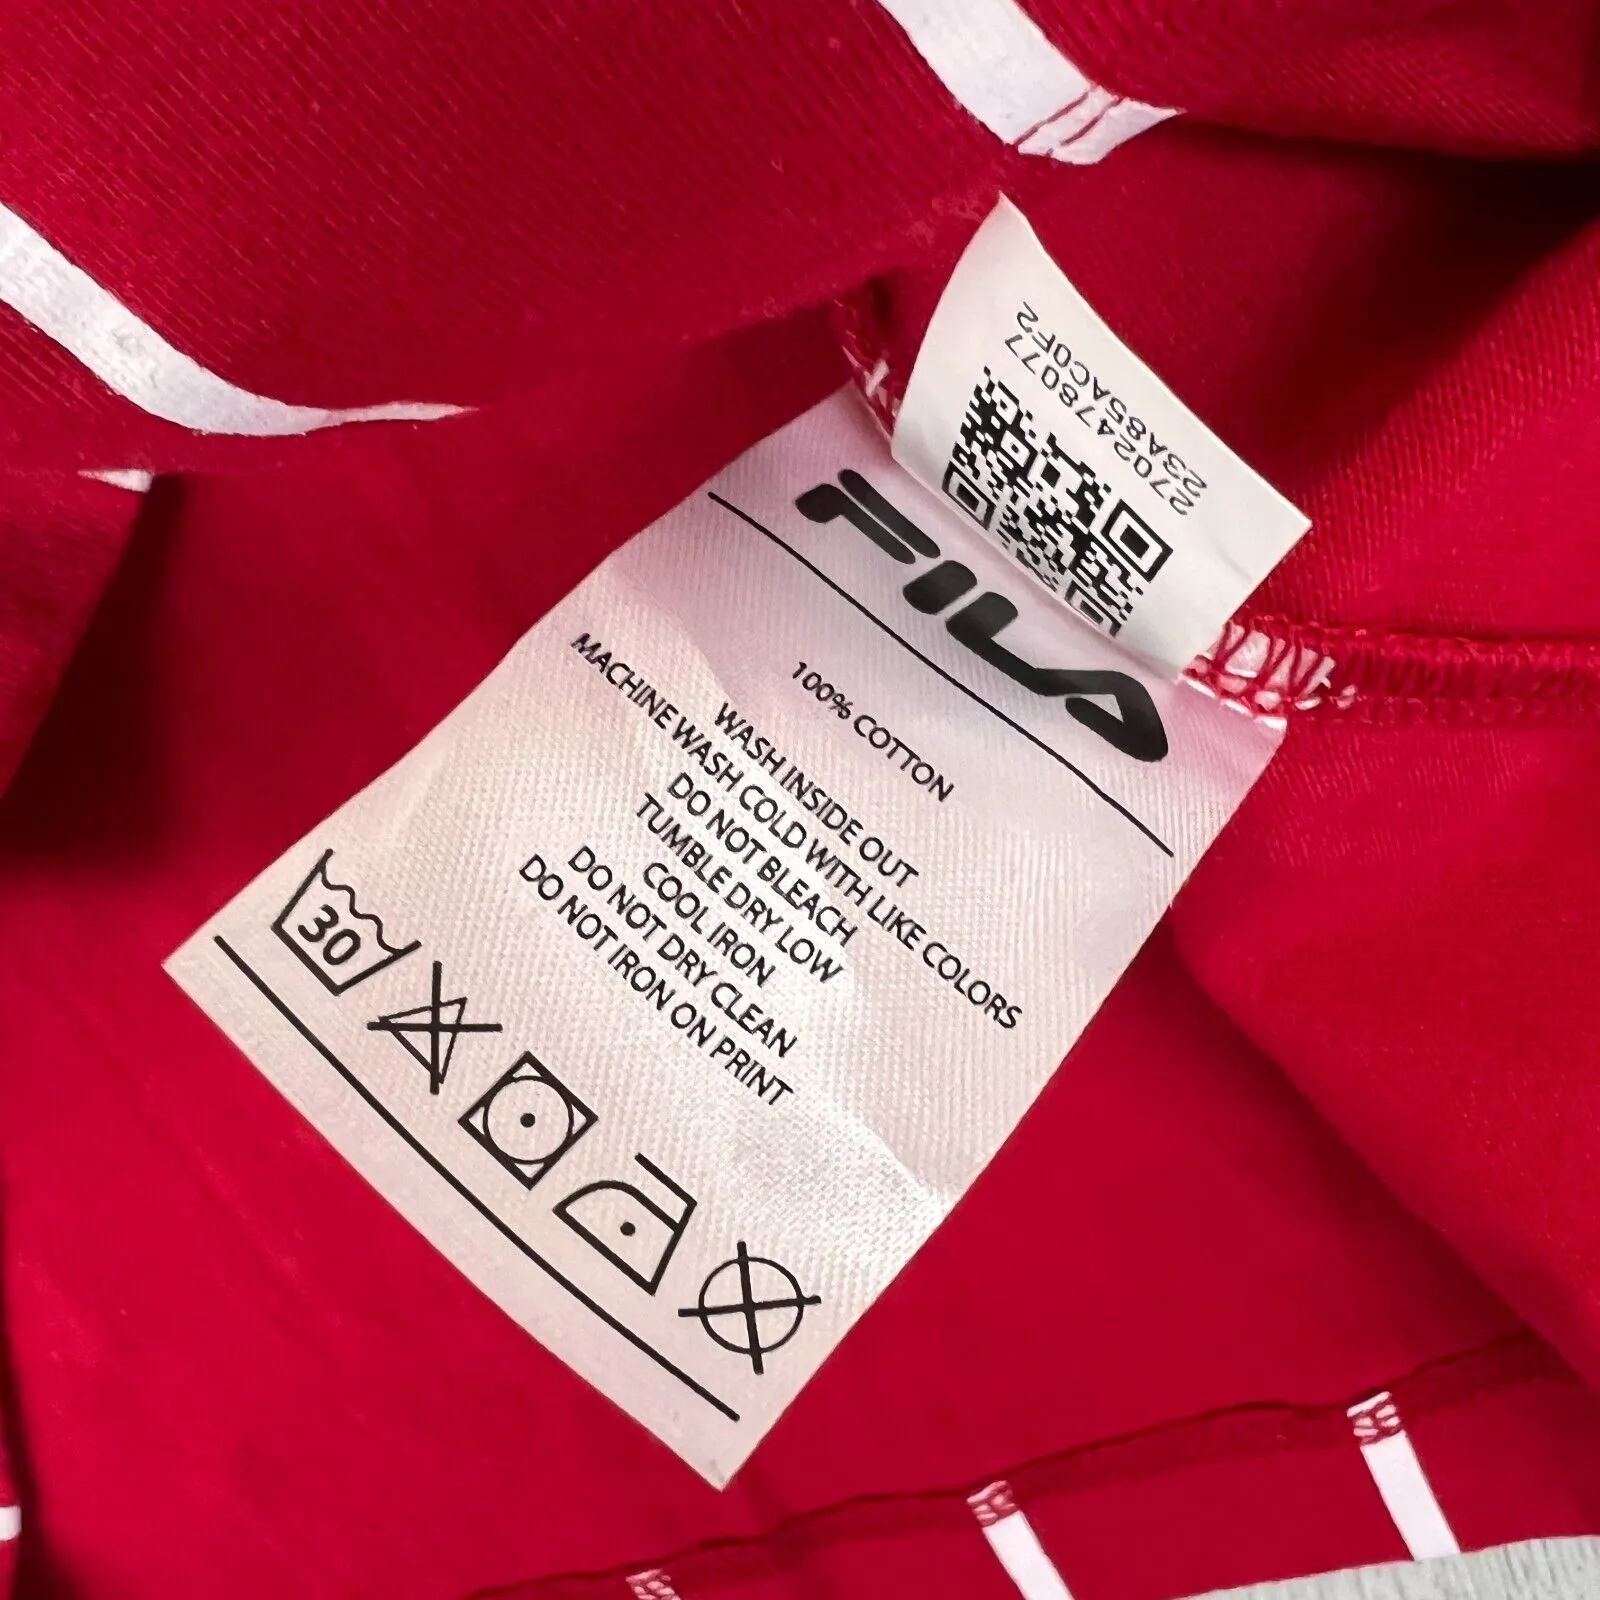 2702478077
23A85AC0F2
FILA
100% COTTON
WASH INSIDE OUT
MACHINE WASH COLD WITH LIKE COLORS
DO NOT BLEACH
TUMBLE DRY LOW
COOL IRON
DO NOT DRY CLEAN
DO NOT IRON ON PRINT
30